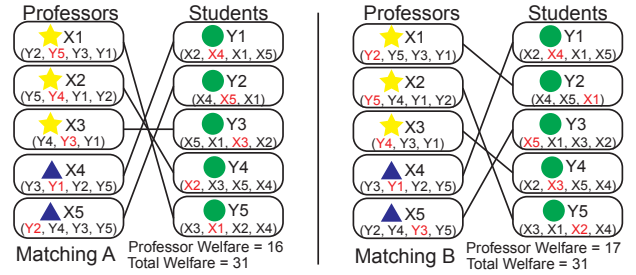 Professors Students
X1
(Y2, Y5, Y3, Y1)
Y1
(X2, X4, X1, X5)
X2
(Y5, Y4, Y1, Y2)
Y2
(X4, X5, X1)
X3
(Y4, Y3, Y1)
Y3
(X5, X1, X3, X2)
X4
(Y3, Y1, Y2, Y5)
Y4
(X2, X3, X5, X4)
X5
(Y2, Y4, Y3, Y5)
Y5
(X3, X1, X2, X4)
Matching A
Professor Welfare = 16
Total Welfare = 31
Professors Students
X1
(Y2, Y5, Y3, Y1)
Y1
(X2, X4, X1, X5)
X2
(Y5, Y4, Y1, Y2)
Y2
(X4, X5, X1)
X3
(Y4, Y3, Y1)
Y3
(X5, X1, X3, X2)
X4
(Y3, Y1, Y2, Y5)
Y4
(X2, X3, X5, X4)
X5
(Y2, Y4, Y3, Y5)
Y5
(X3, X1, X2, X4)
Matching B
Professor Welfare = 17
Total Welfare = 31